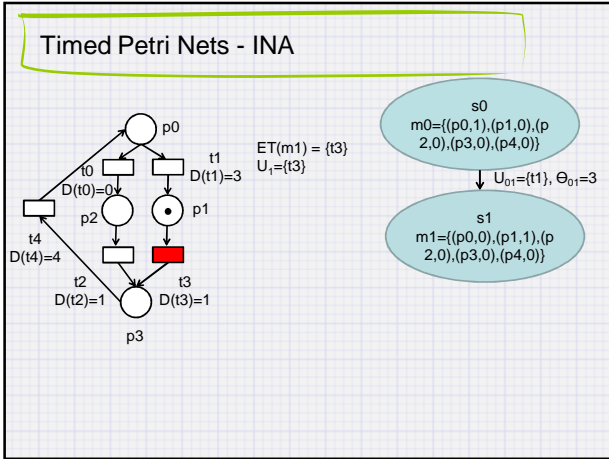 Timed Petri Nets - INA
p0
t0
D(t0)=0
t1
D(t1)=3
p2
p1
t4
D(t4)=4
t2
D(t2)=1
t3
D(t3)=1
p3
ET(m1) = {t3}
U₁={t3}
s0
m0={(p0,1),(p1,0),(p
2,0),(p3,0),(p4,0)}
U₀₁={t1}, Θ₀₁=3
s1
m1={(p0,0),(p1,1),(p
2,0),(p3,0),(p4,0)}